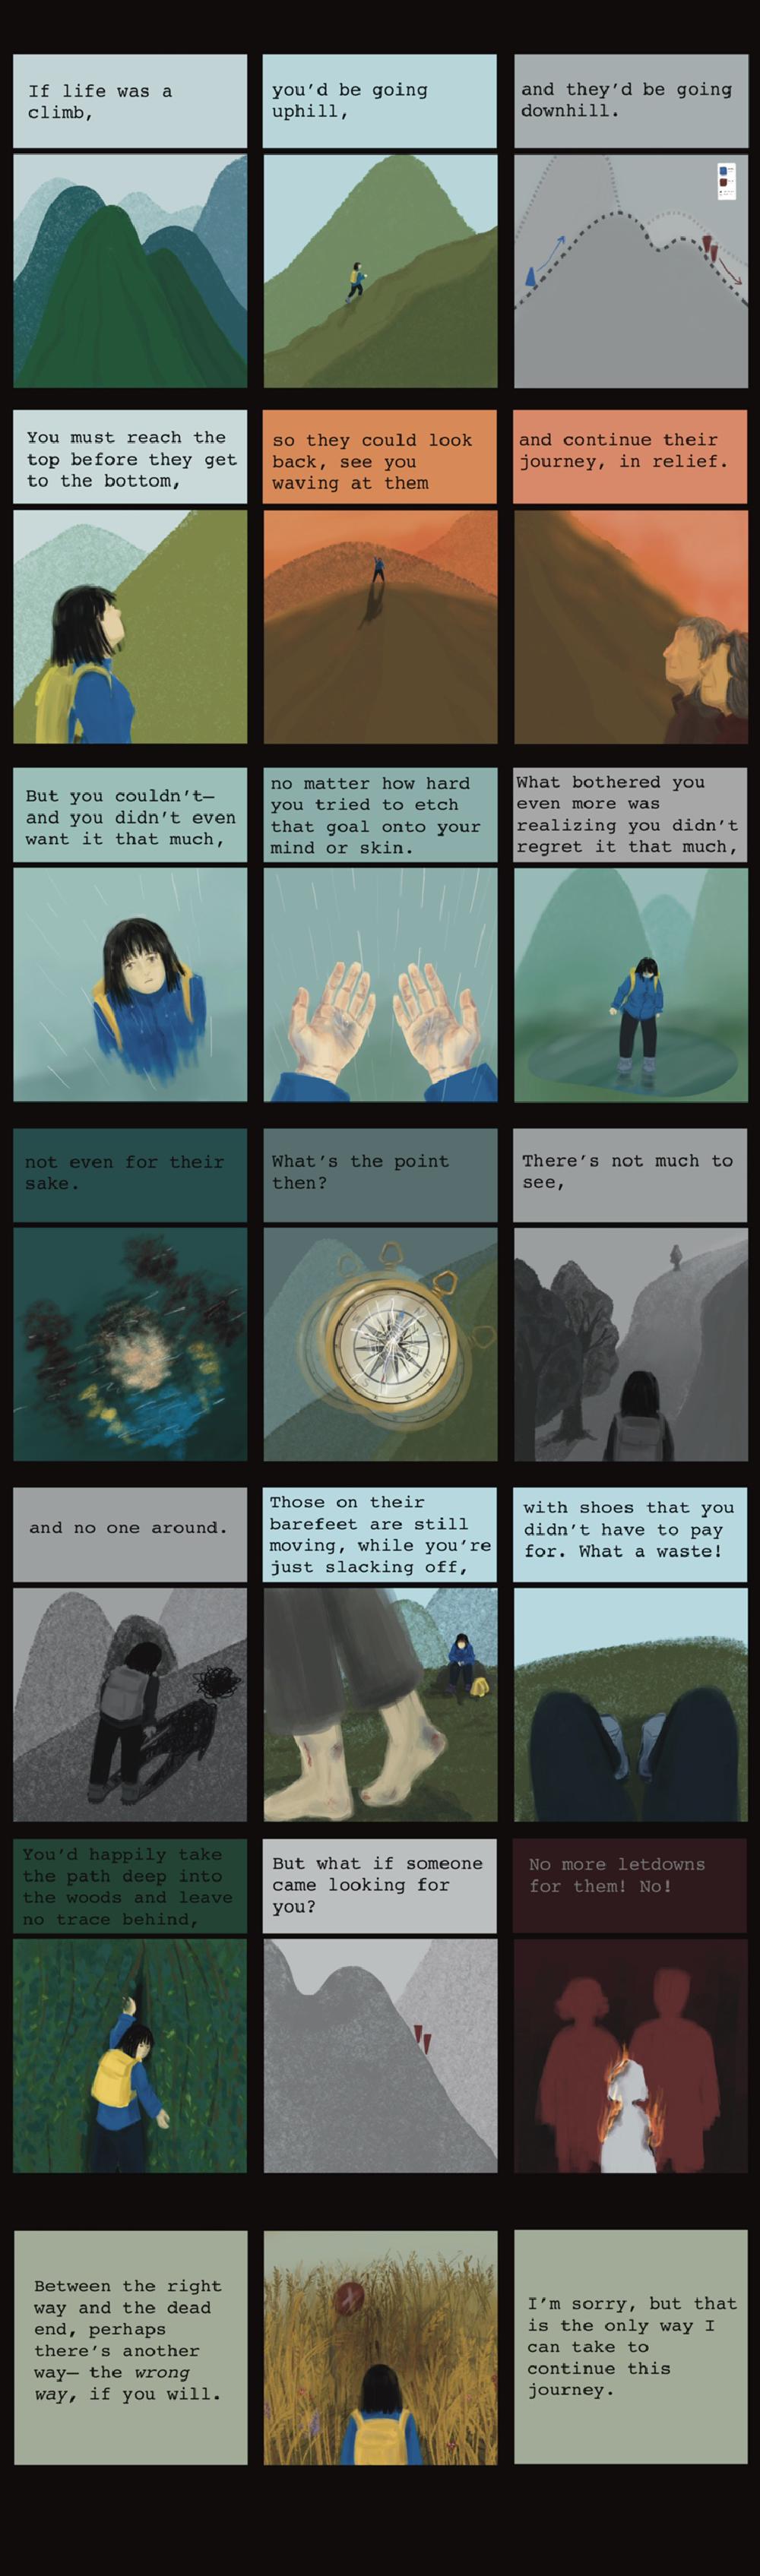 If life was a
climb,
you'd be going
uphill,
and they'd be going
downhill.
You must reach the
top before they get
to the bottom,
so they could look
back, see you
waving at them
and continue their
journey, in relief.
But you couldn't—
and you didn't even
want it that much,
no matter how hard
you tried to etch
that goal onto your
mind or skin.
What bothered you
even more was
realizing you didn't
regret it that much,
not even for their
sake.
What's the point
then?
There's not much to
see,
and no one around.
Those on their
barefeet are still
moving, while you're
just slacking off,
with shoes that you
didn't have to pay
for. What a waste!
You'd happily take
the path deep into
the woods and leave
no trace behind,
But what if someone
came looking for
you?
No more letdowns
for them! No!
Between the right
way and the dead
end, perhaps
there's another
way— the wrong
way, if you will.
I'm sorry, but that
is the only way I
can take to
continue this
journey.